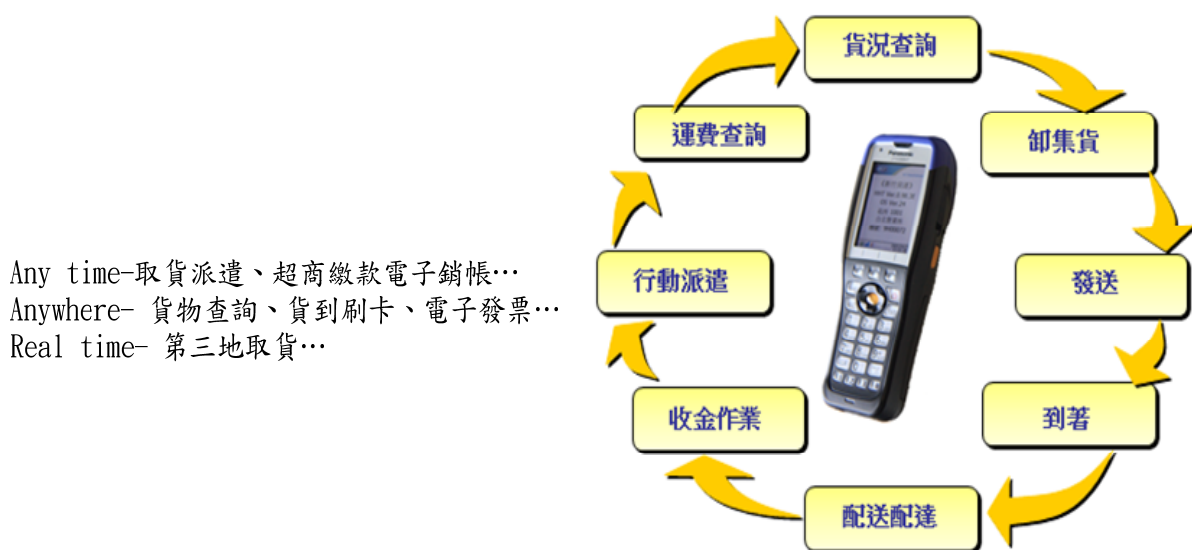 Any time-取貨派遣、超商繳款電子銷帳…
Anywhere- 貨物查詢、貨到刷卡、電子發票…
Real time- 第三地取貨…
貨況查詢
卸集貨
發送
到著
配送配達
收金作業
行動派遣
運費查詢
Panasonic